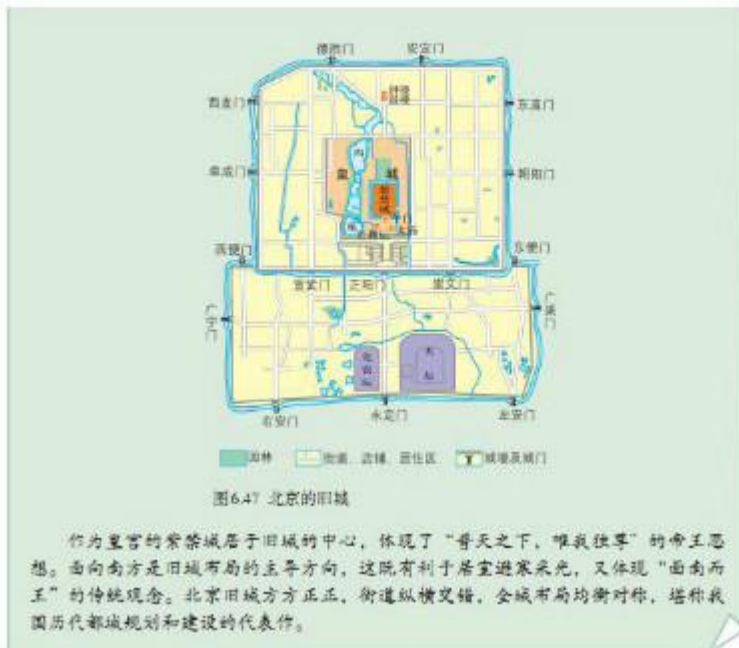 德胜门 安定门
西直门 东直门
阜成门 朝阳门
皇 城
紫禁城
午门
西便门 东便门
宣武门 正阳门 崇文门
广宁门 广渠门
天坛
右安门 永定门 左安门
园林 街道、店铺、居住区 城墙及城门
图6.47 北京的旧城
作为皇宫的紫禁城居于旧城的中心，体现了“普天之下，唯我独尊”的帝王思
想。面向南方是旧城布局的主导方向，这既有利于居室避寒采光，又体现“面南而
王”的传统观念。北京旧城方方正正，街道纵横交错，全城布局均衡对称，堪称我
国历代都城规划和建设的代表作。